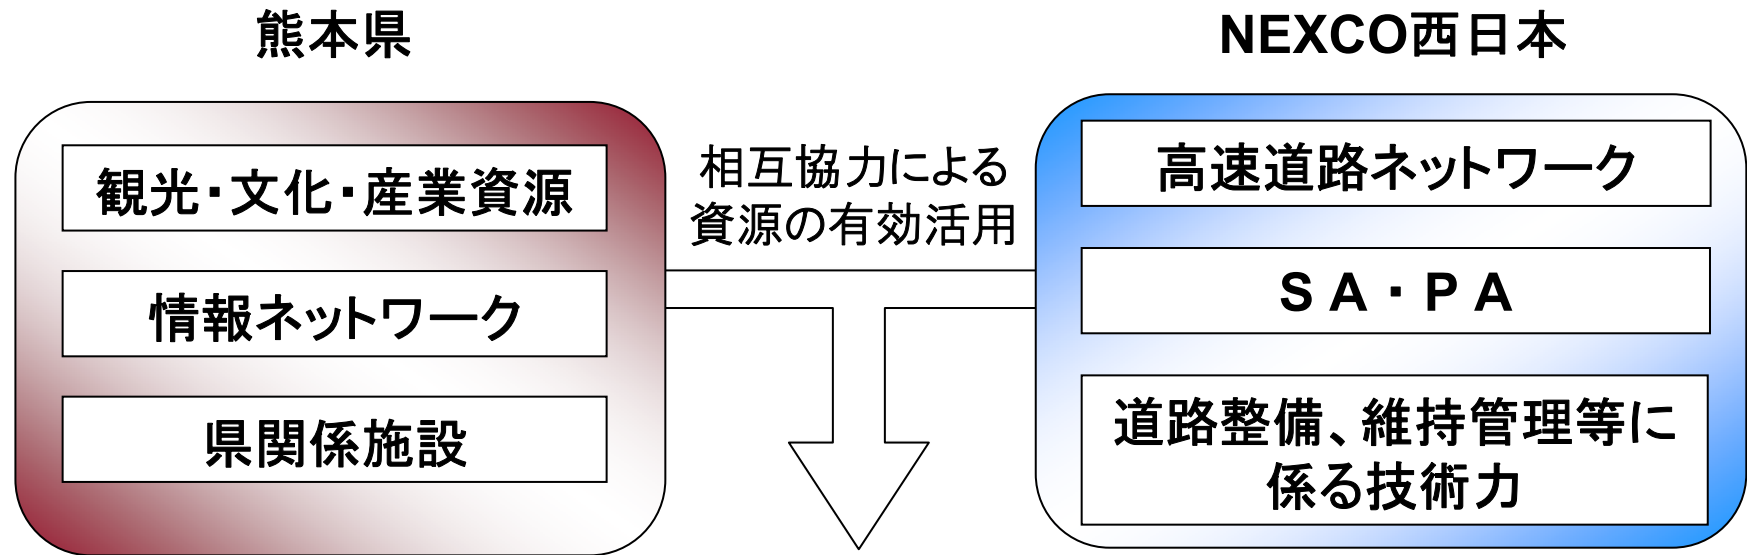 熊本県
観光・文化・産業資源
情報ネットワーク
県関係施設
相互協力による
資源の有効活用
NEXCO西日本
高速道路ネットワーク
ＳＡ・ＰＡ
道路整備、維持管理等に
係る技術力